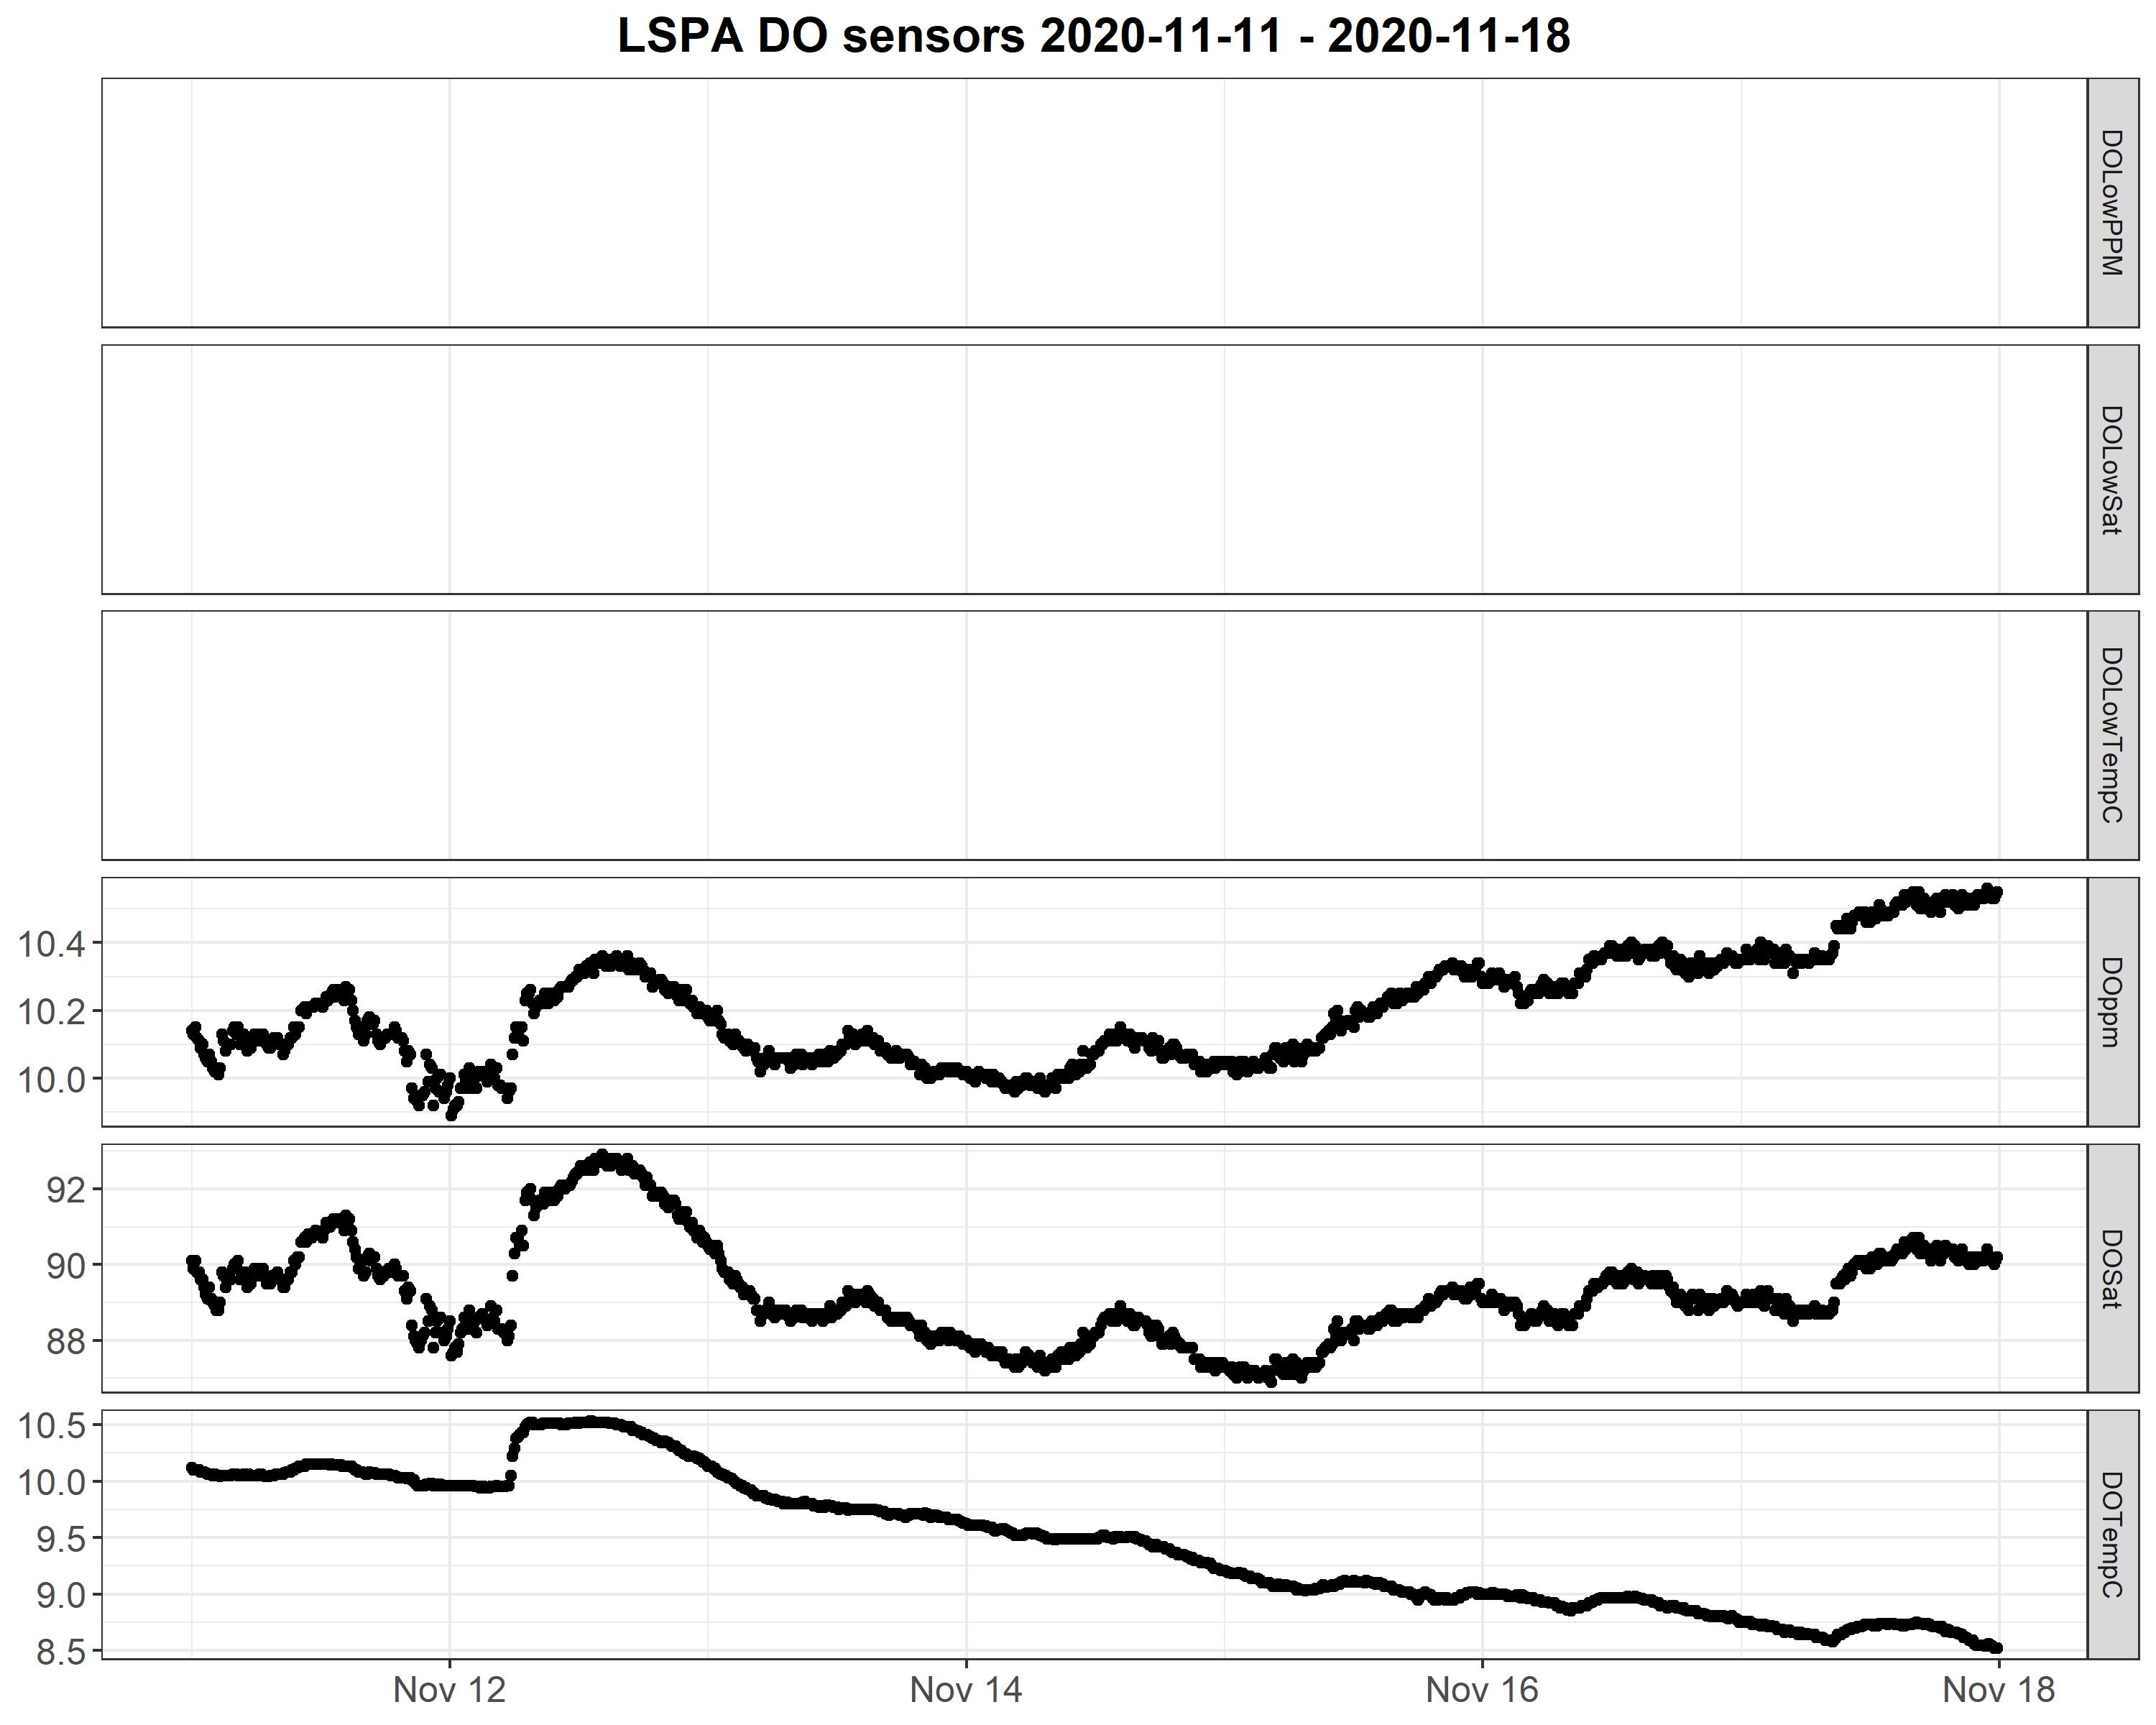 LSPA DO sensors 2020-11-11 - 2020-11-18
DOLowPPM
DOLowSat
DOLowTempC
10.4
10.2
10.0
DOppm
92
90
88
DOSat
10.5
10.0
9.5
9.0
8.5
DOTempC
Nov 12
Nov 14
Nov 16
Nov 18